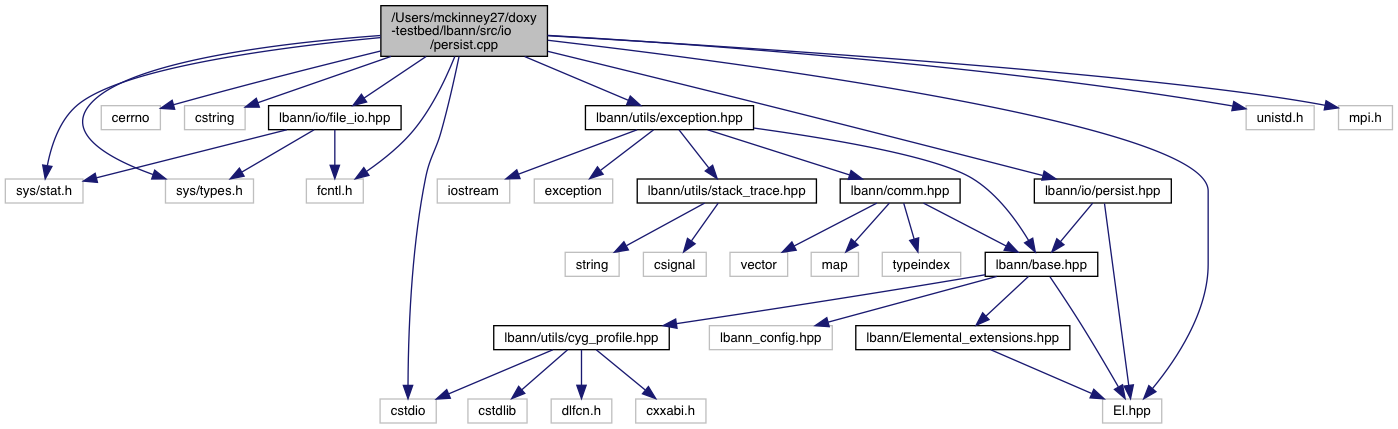 /Users/mckinney27/doxy
-testbed/lbann/src/io
/persist.cpp
cerrno
cstring
lbann/io/file_io.hpp
lbann/utils/exception.hpp
unistd.h
mpi.h
sys/stat.h
sys/types.h
fcntl.h
iostream
exception
lbann/utils/stack_trace.hpp
lbann/comm.hpp
lbann/io/persist.hpp
string
csignal
vector
map
typeindex
lbann/base.hpp
lbann/utils/cyg_profile.hpp
lbann_config.hpp
lbann/Elemental_extensions.hpp
cstdio
cstdlib
dlfcn.h
cxxabi.h
El.hpp